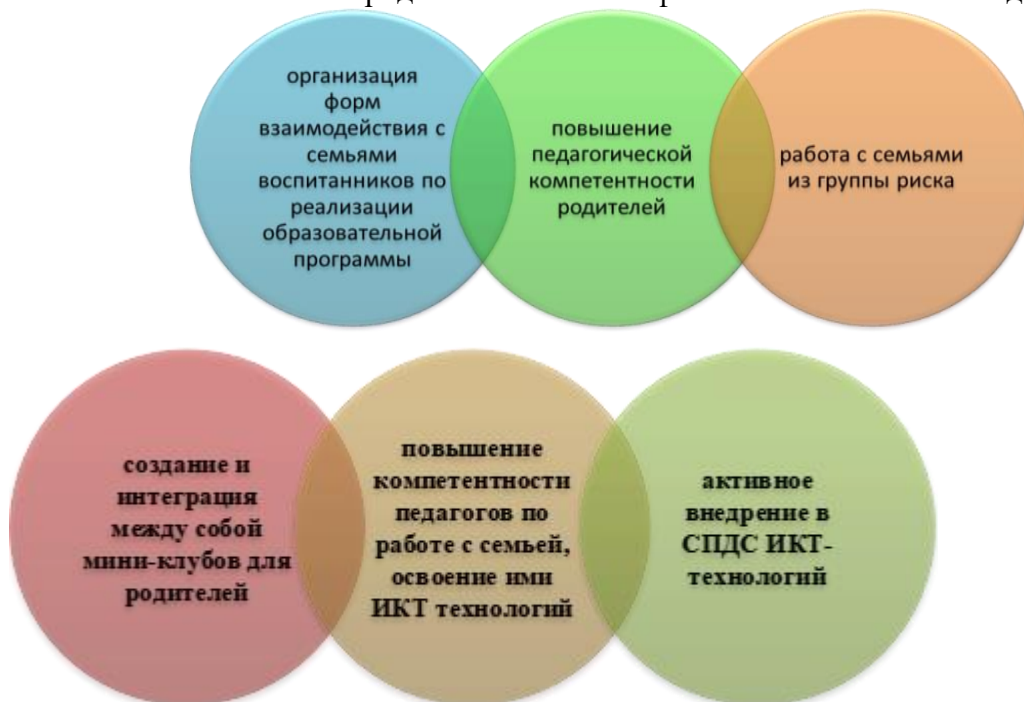 организация
форм
взаимодействия с
семьями
воспитанников по
реализации
образовательной
программы
повышение
педагогической
компетентности
родителей
работа с семьями
из группы риска
создание и
интеграция
между собой
мини-клубов для
родителей
повышение
компетентности
педагогов по
работе с семьей,
освоение ими
ИКТ технологий
активное
внедрение в
СПДС ИКТ-
технологий